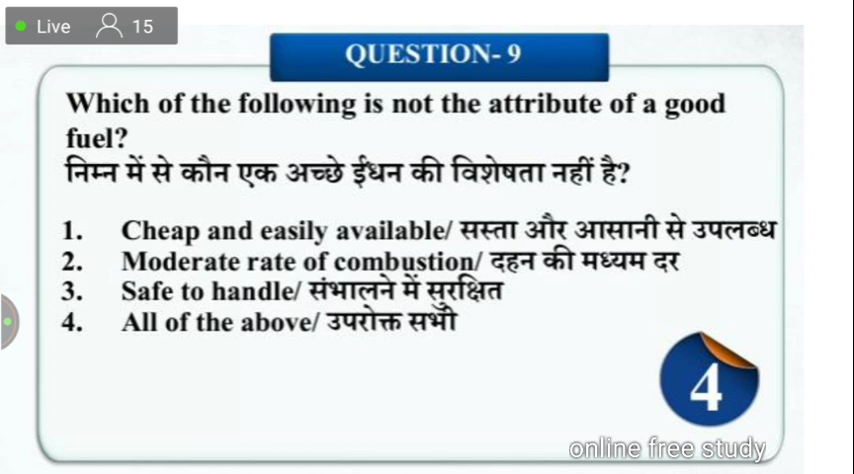 Live 15
QUESTION- 9
Which of the following is not the attribute of a good
fuel?
निम्न में से कौन एक अच्छे ईंधन की विशेषता नहीं है?
1. Cheap and easily available/ सस्ता और आसानी से उपलब्ध
2. Moderate rate of combustion/ दहन की मध्यम दर
3. Safe to handle/ संभालने में सुरक्षित
4. All of the above/ उपरोक्त सभी
4
online free study